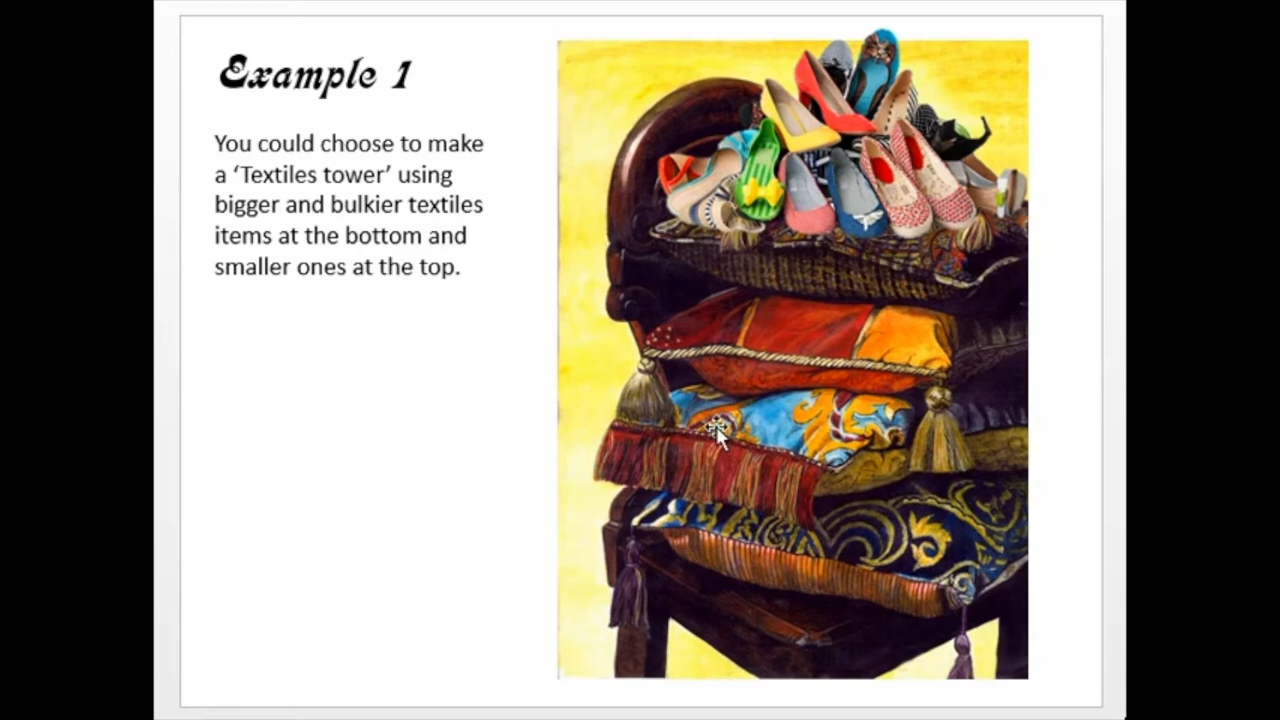 Example 1
You could choose to make
a ‘Textiles tower’ using
bigger and bulkier textiles
items at the bottom and
smaller ones at the top.